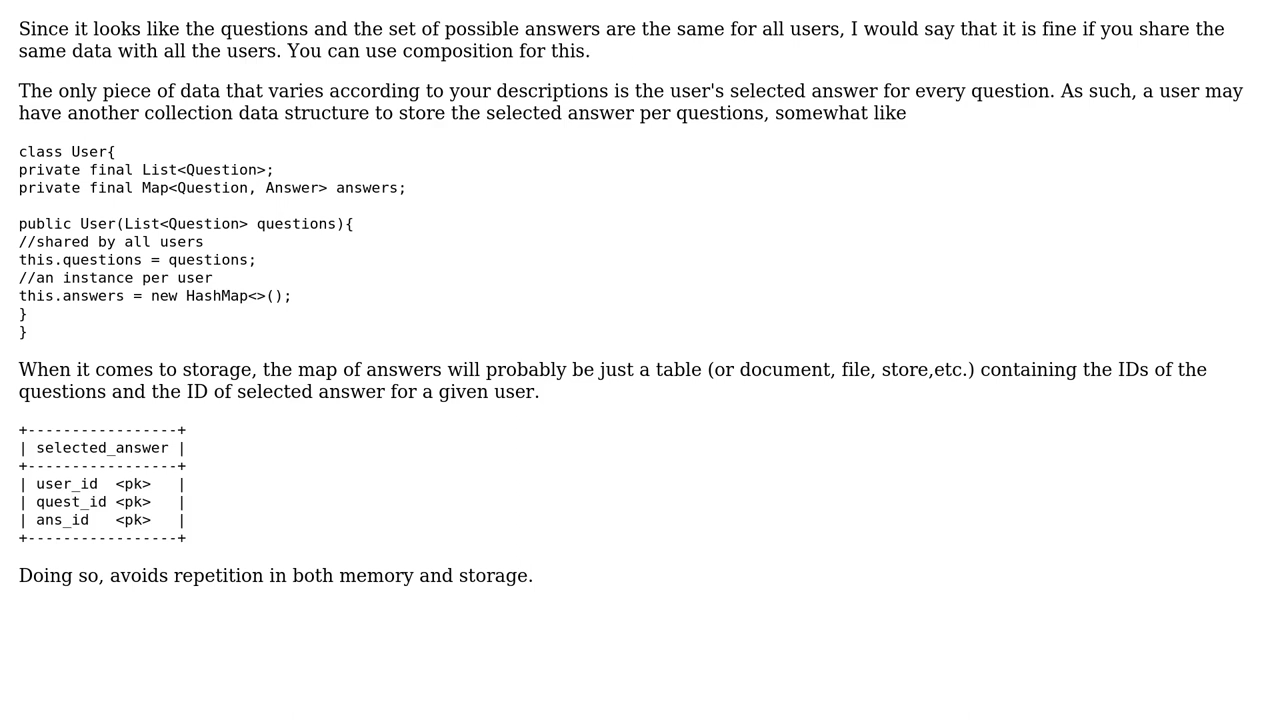 Since it looks like the questions and the set of possible answers are the same for all users, I would say that it is fine if you share the
same data with all the users. You can use composition for this.
The only piece of data that varies according to your descriptions is the user's selected answer for every question. As such, a user may
have another collection data structure to store the selected answer per questions, somewhat like
class User{
private final List<Question>;
private final Map<Question, Answer> answers;
public User(List<Question> questions){
//shared by all users
this.questions = questions;
//an instance per user
this.answers = new HashMap<>();
}
}
When it comes to storage, the map of answers will probably be just a table (or document, file, store,etc.) containing the IDs of the
questions and the ID of selected answer for a given user.
+-----------------+
| selected_answer |
+-----------------+
| user_id  <pk>   |
| quest_id <pk>   |
| ans_id   <pk>   |
+-----------------+
Doing so, avoids repetition in both memory and storage.